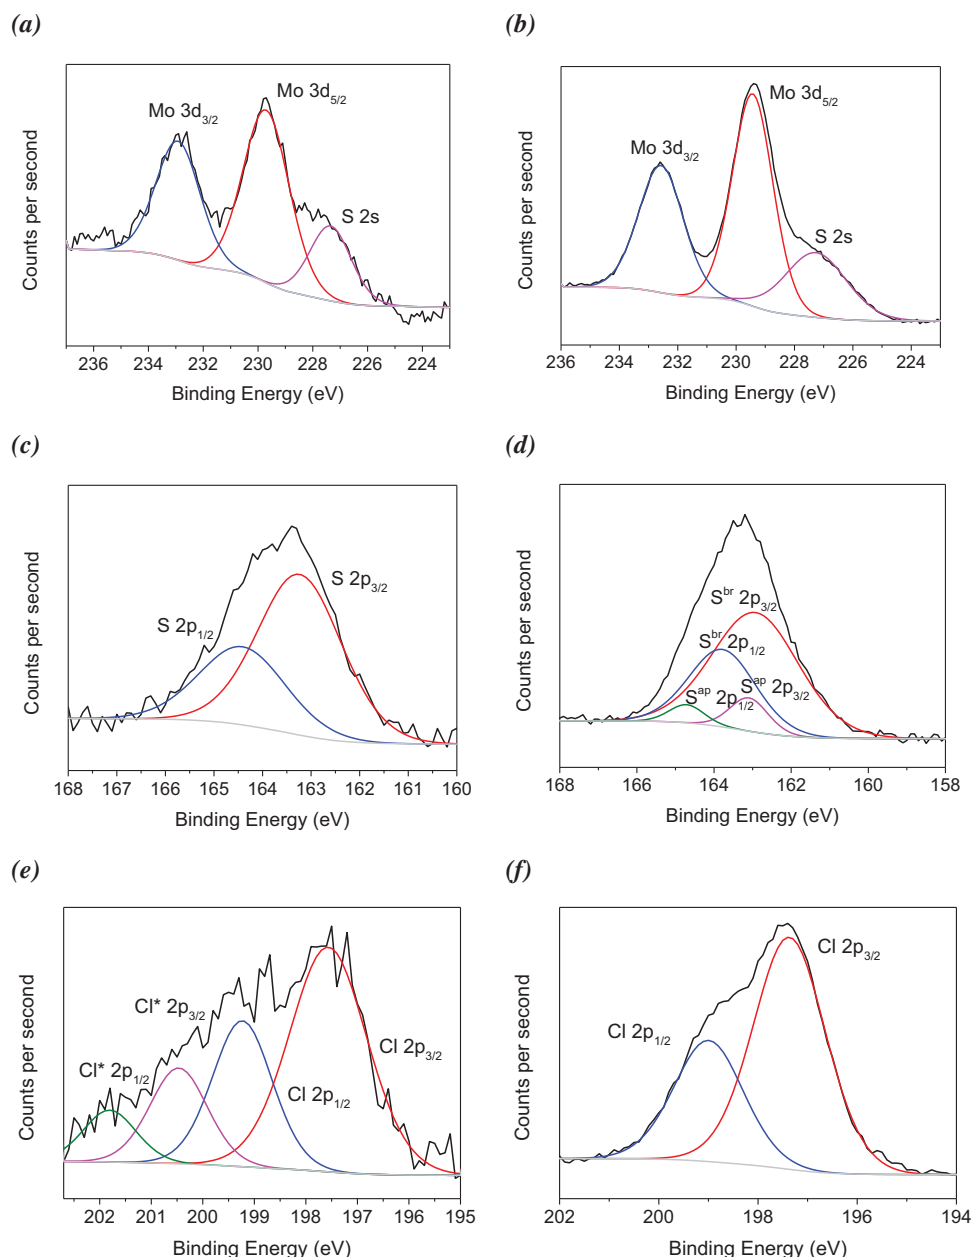 (a)
Mo 3d3/2
Mo 3d5/2
S 2s
Counts per second
236 234 232 230 228 226 224
Binding Energy (eV)
(b)
Mo 3d5/2
Mo 3d3/2
S 2s
Counts per second
236 234 232 230 228 226 224
Binding Energy (eV)
(c)
S 2p3/2
S 2p1/2
Counts per second
168 167 166 165 164 163 162 161 160
Binding Energy (eV)
(d)
Sbr 2p3/2
Sbr 2p1/2
Sap 2p3/2
Sap 2p1/2
Counts per second
168 166 164 162 160 158
Binding Energy (eV)
(e)
Cl* 2p3/2
Cl* 2p1/2
Cl 2p3/2
Cl 2p1/2
Counts per second
202 201 200 199 198 197 196 195
Binding Energy (eV)
(f)
Cl 2p3/2
Cl 2p1/2
Counts per second
202 200 198 196 194
Binding Energy (eV)